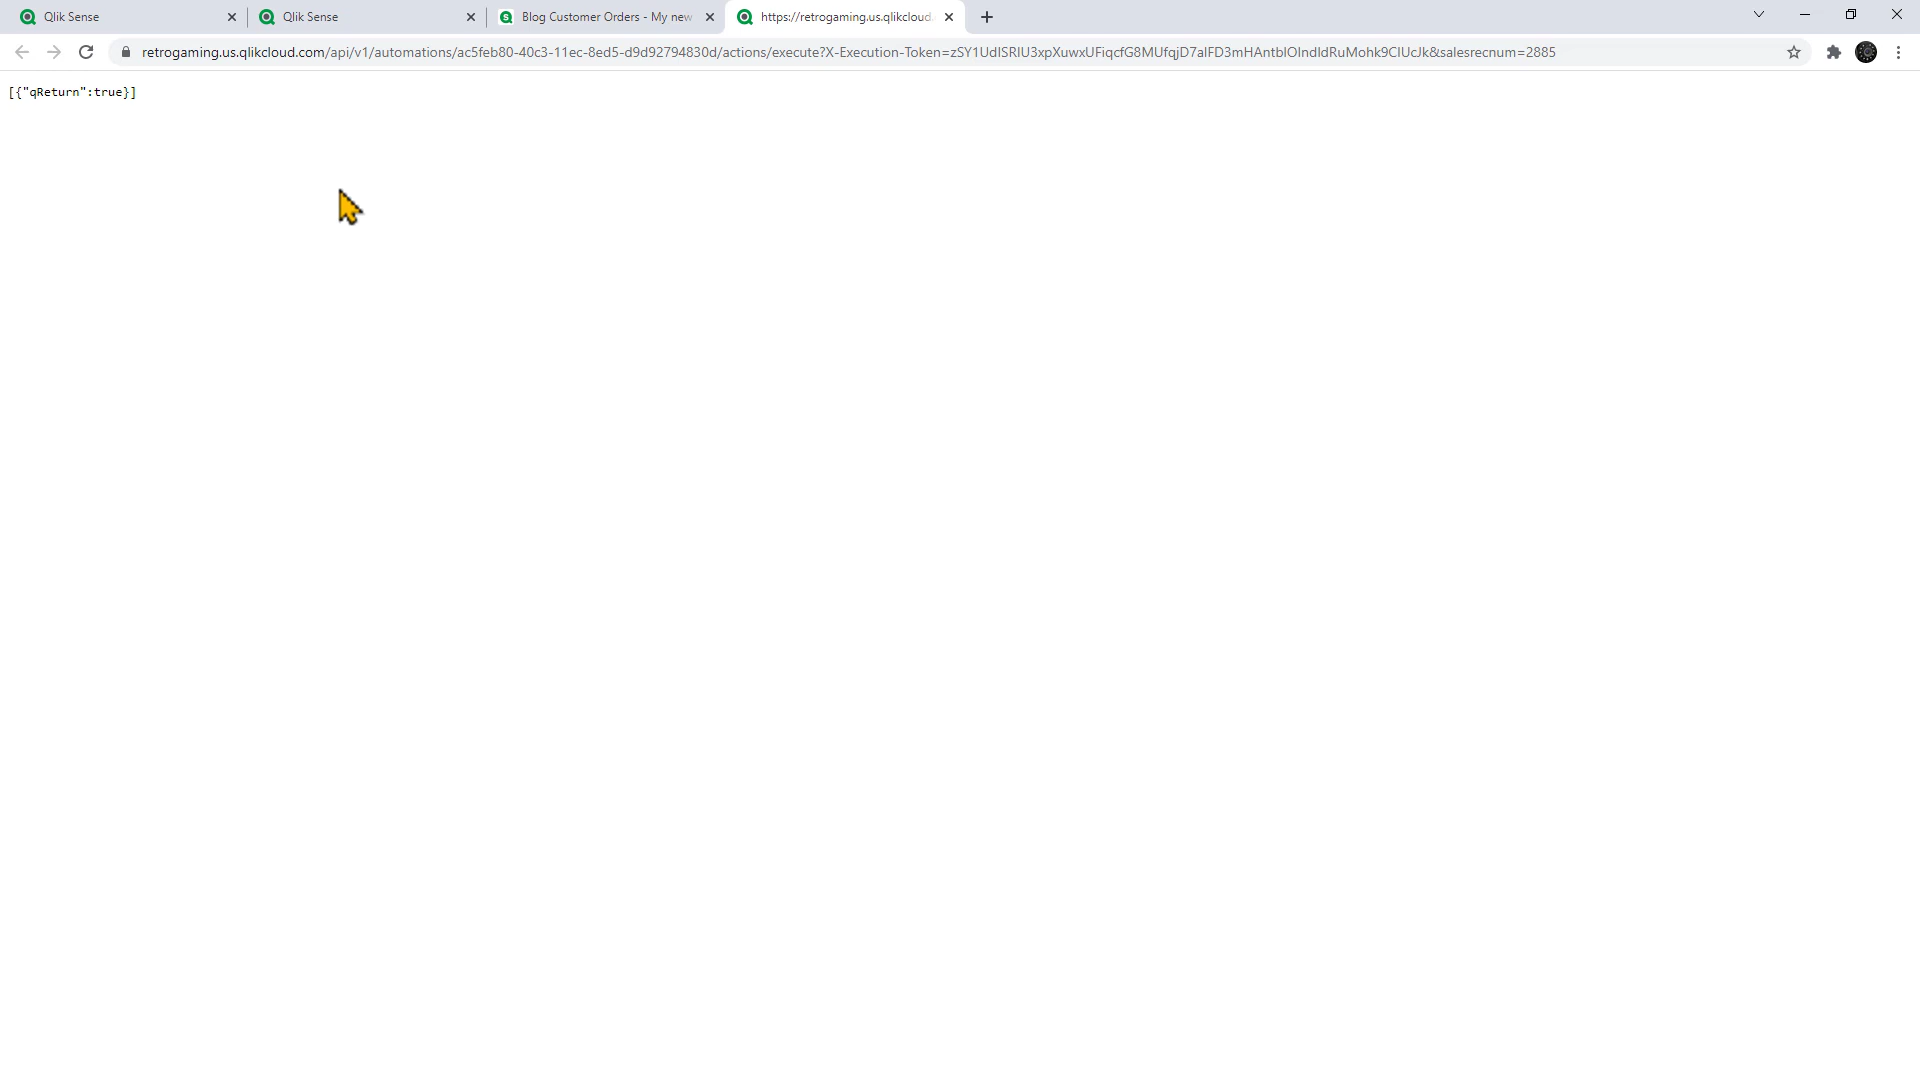 Qlik Sense
Qlik Sense
Blog Customer Orders - My new
https://retrogaming.us.qlikcloud.
retrogaming.us.qlikcloud.com/api/v1/automations/ac5feb80-40c3-11ec-8ed5-d9d92794830d/actions/execute?X-Execution-Token=zSY1UdISRIU3xpXuwxUFiqcfG8MUfqjD7aIFD3mHAntbIOIndIdRuMohk9CIUcJk&salesrecnum=2885
[{"qReturn":true}]